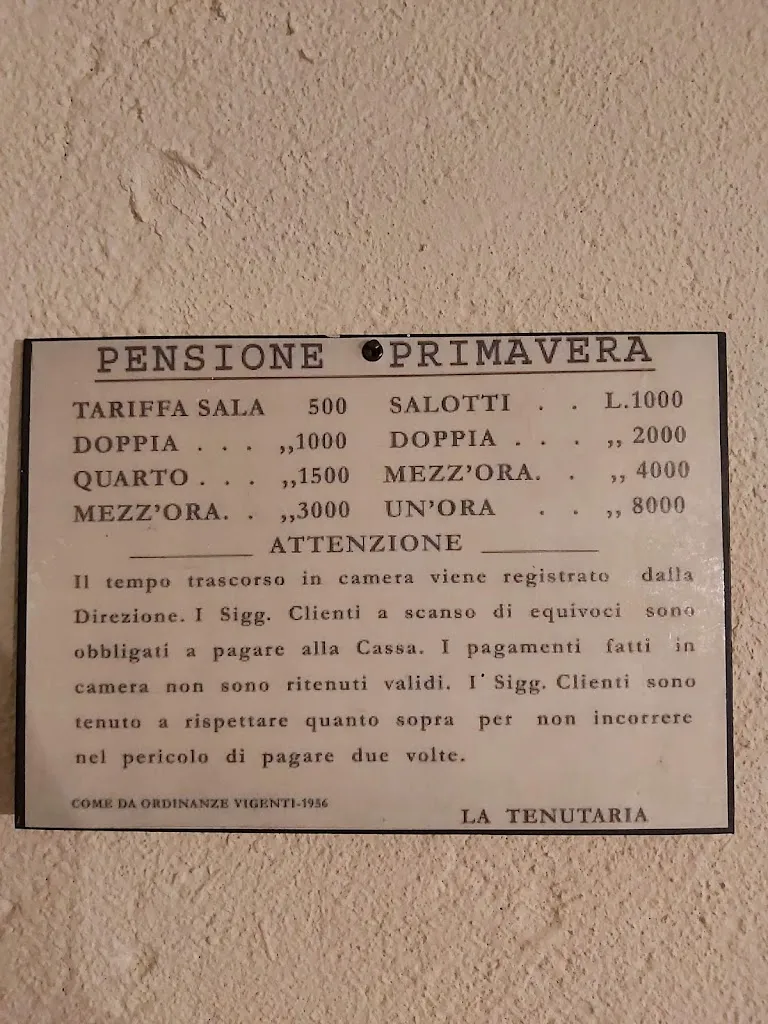 PENSIONE PRIMAVERA
TARIFFA SALA 500 SALOTTI . . L.1000
DOPPIA . . . ,,1000 DOPPIA . . . ,, 2000
QUARTO . . . ,,1500 MEZZ'ORA. . ,, 4000
MEZZ'ORA. . ,,3000 UN'ORA . . ,, 8000
ATTENZIONE
Il tempo trascorso in camera viene registrato dalla
Direzione. I Sigg. Clienti a scanso di equivoci sono
obbligati a pagare alla Cassa. I pagamenti fatti in
camera non sono ritenuti validi. I' Sigg. Clienti sono
tenuto a rispettare quanto sopra per non incorrere
nel pericolo di pagare due volte.
COME DA ORDINANZE VIGENTI-1956
LA TENUTARIA